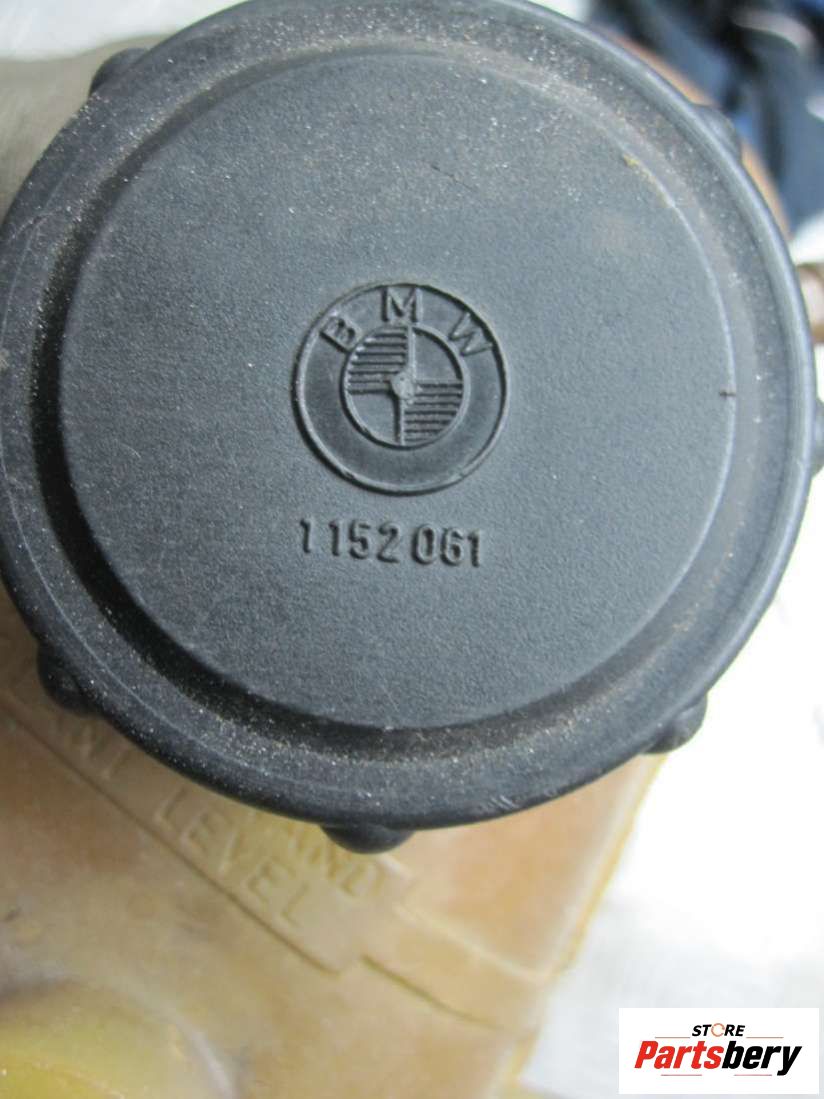 BMW
1 152 061
LEVEL
STORE
Partsbery